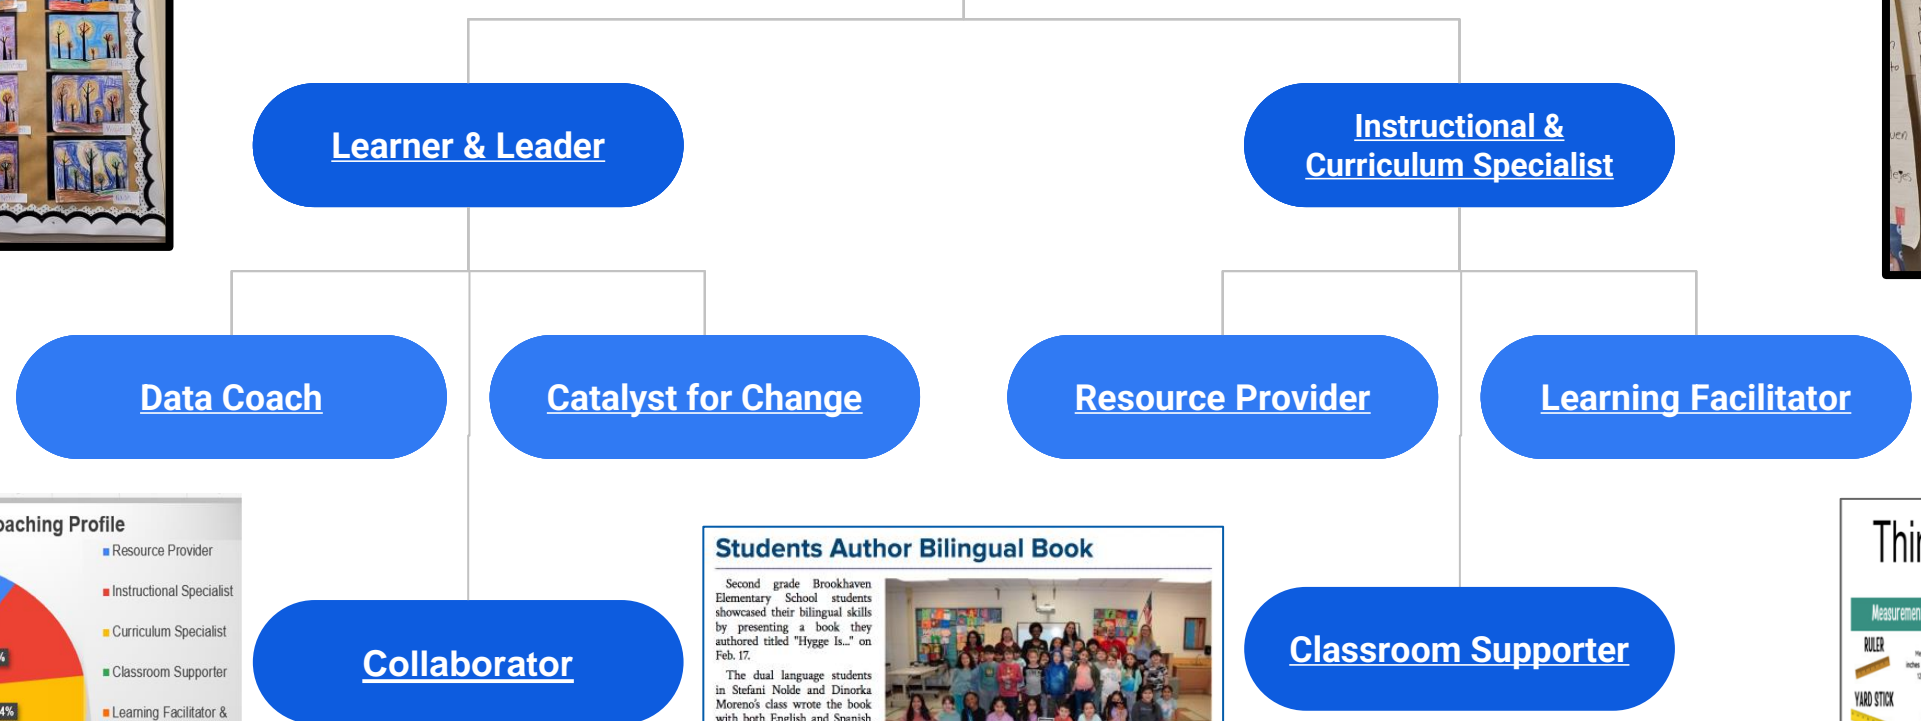 Learner & Leader
Instructional &
Curriculum Specialist
Data Coach
Catalyst for Change
Resource Provider
Learning Facilitator
Collaborator
Classroom Supporter
Coaching Profile
Resource Provider
Instructional Specialist
Curriculum Specialist
Classroom Supporter
Learning Facilitator &
4%
Students Author Bilingual Book
Second grade Brookhaven
Elementary School students
showcased their bilingual skills
by presenting a book they
authored titled "Hygge Is..." on
Feb. 17.
The dual language students
in Stefani Nolde and Dinorka
Moreno's class wrote the book
with both English and Spanish
RULER
YARD STICK